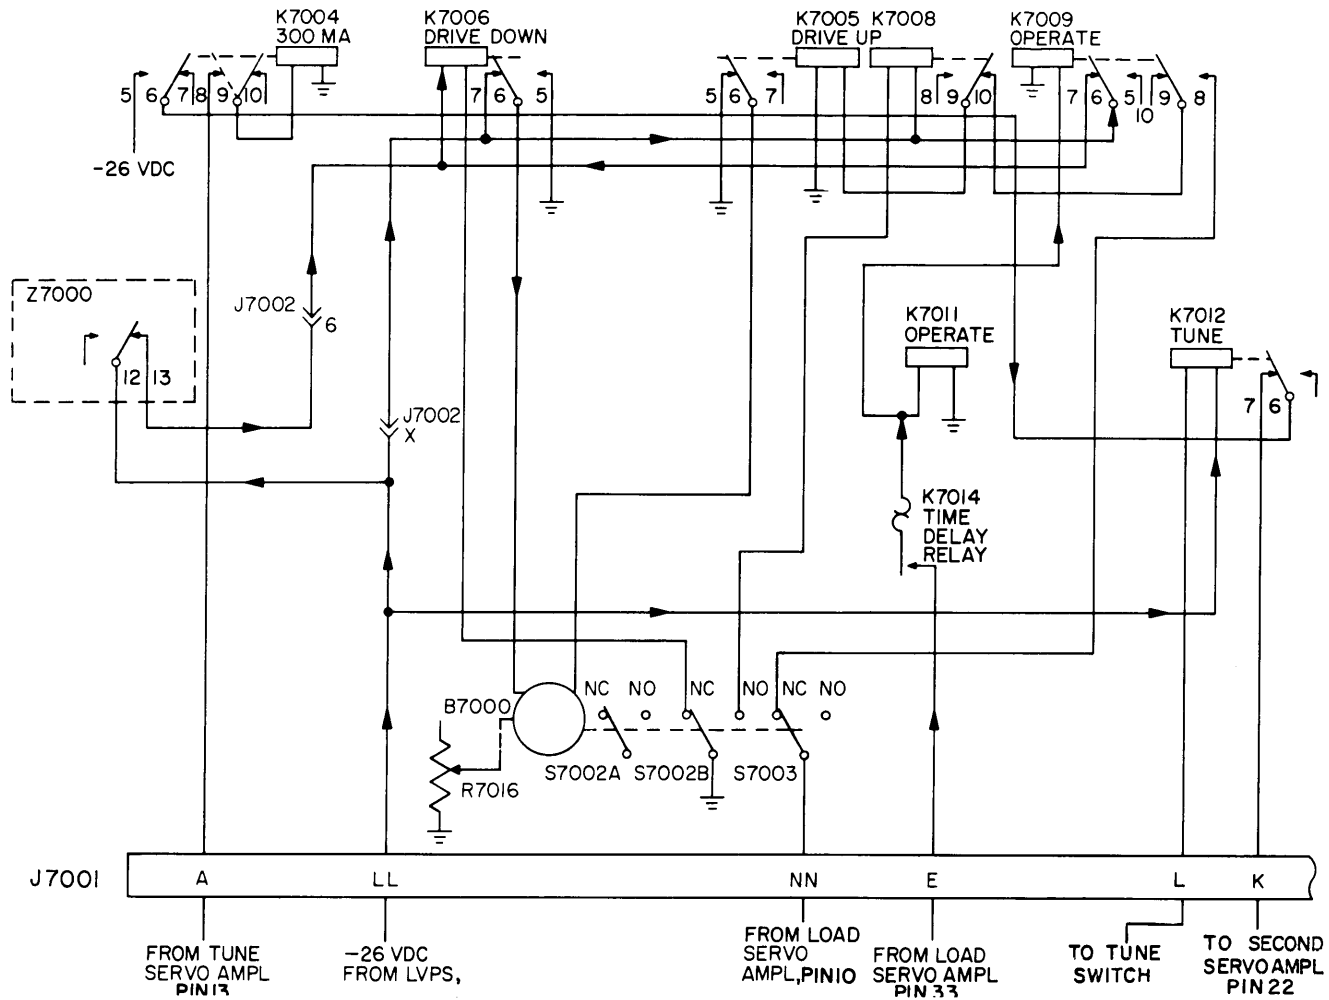 K7004
300 MA
K7006
DRIVE DOWN
K7005
DRIVE UP
K7008
K7009
OPERATE
5 6 7 8 9 10
7 6 5
5 6 7
8 9 10
7 6 5 10 9 8
-26 VDC
Z7000
12 13
J7002
6
J7002
X
K7011
OPERATE
K7012
TUNE
7 6
K7014
TIME
DELAY
RELAY
B7000
NC NO NC NO NC NO
S7002A S7002B S7003
R7016
J7001
A LL NN E L K
FROM TUNE
SERVO AMPL
PIN 13
-26 VDC
FROM LVPS,
FROM LOAD
SERVO
AMPL,PIN10
FROM LOAD
SERVO AMPL
PIN 33
TO TUNE
SWITCH
TO SECOND
SERVO AMPL
PIN 22